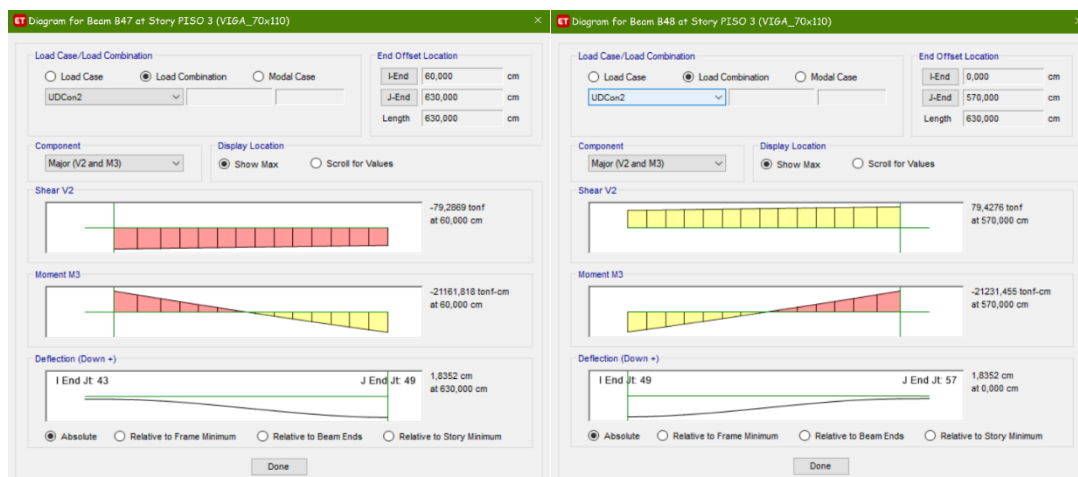 ET Diagram for Beam B47 at Story PISO 3 (VIGA_70x110) ×
Load Case/Load Combination
Load Case Load Combination Modal Case
UDCon2
End Offset Location
I-End 60,000 cm
J-End 630,000 cm
Length 630,000 cm
Component
Major (V2 and M3)
Display Location
Show Max Scroll for Values
Shear V2
-79,2869 tonf
at 60,000 cm
Moment M3
-21161,818 tonf-cm
at 60,000 cm
Deflection (Down +)
I End Jt: 43 J End Jt: 49
1,8352 cm
at 630,000 cm
Absolute Relative to Frame Minimum Relative to Beam Ends Relative to Story Minimum
Done
ET Diagram for Beam B48 at Story PISO 3 (VIGA_70x110)
Load Case/Load Combination
Load Case Load Combination Modal Case
UDCon2
End Offset Location
I-End 0,000 cm
J-End 570,000 cm
Length 630,000 cm
Component
Major (V2 and M3)
Display Location
Show Max Scroll for Values
Shear V2
79,4276 tonf
at 570,000 cm
Moment M3
-21231,455 tonf-cm
at 570,000 cm
Deflection (Down +)
I End Jt: 49 J End Jt: 57
1,8352 cm
at 0,000 cm
Absolute Relative to Frame Minimum Relative to Beam Ends Relative to Story Minimum
Done